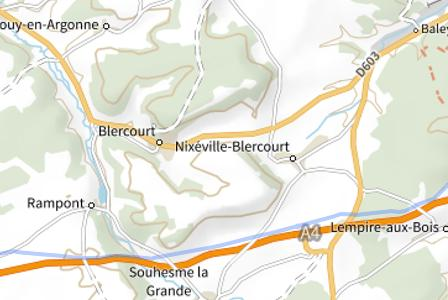 ouy-en-Argonne
Baley
D603
Blercourt
Nixéville-Blercourt
Rampont
A4
Lempire-aux-Bois
Souhesme la
Grande